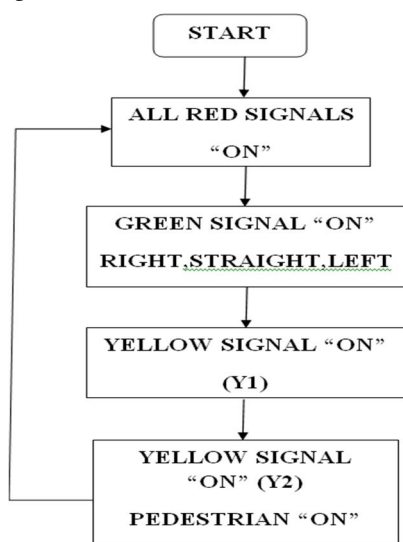 START
ALL RED SIGNALS
“ON”
GREEN SIGNAL “ON”
RIGHT,STRAIGHT,LEFT
YELLOW SIGNAL “ON”
(Y1)
YELLOW SIGNAL
“ON” (Y2)
PEDESTRIAN “ON”